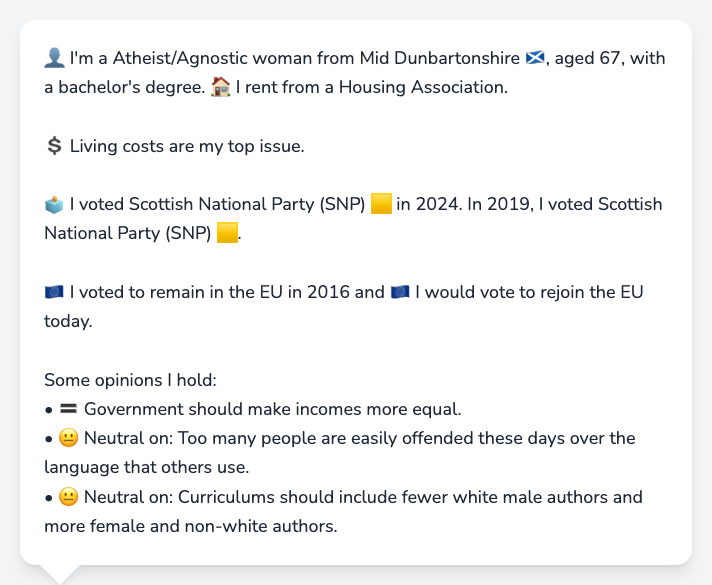 👤 I'm a Atheist/Agnostic woman from Mid Dunbartonshire 🏴󠁧󠁢󠁳󠁣󠁴󠁿, aged 67, with
a bachelor's degree. 🏠 I rent from a Housing Association.
💲 Living costs are my top issue.
🗳️ I voted Scottish National Party (SNP) 🟨 in 2024. In 2019, I voted Scottish
National Party (SNP) 🟨.
🇪🇺 I voted to remain in the EU in 2016 and 🇪🇺 I would vote to rejoin the EU
today.
Some opinions I hold:
• 🟰 Government should make incomes more equal.
• 😐 Neutral on: Too many people are easily offended these days over the
language that others use.
• 😐 Neutral on: Curriculums should include fewer white male authors and
more female and non-white authors.